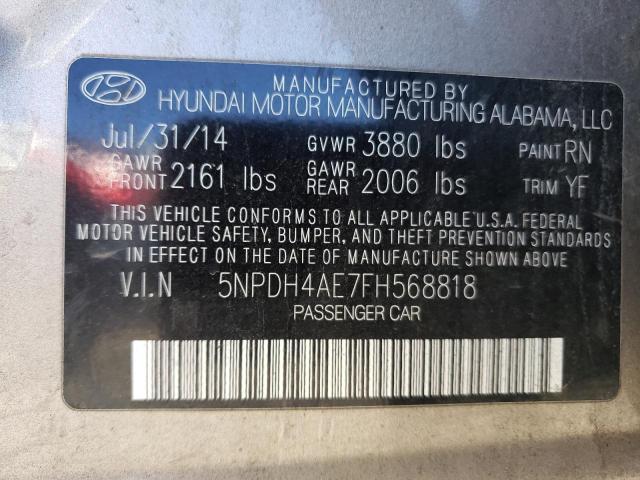 MANUFACTURED BY
HYUNDAI MOTOR MANUFACTURING ALABAMA, LLC
Jul/31/14 GVWR 3880 lbs PAINT RN
GAWR FRONT 2161 lbs GAWR REAR 2006 lbs TRIM YF
THIS VEHICLE CONFORMS TO ALL APPLICABLE U.S.A. FEDERAL
MOTOR VEHICLE SAFETY, BUMPER, AND THEFT PREVENTION STANDARDS
IN EFFECT ON THE DATE OF MANUFACTURE SHOWN ABOVE.
V.I.N 5NPDH4AE7FH568818
PASSENGER CAR